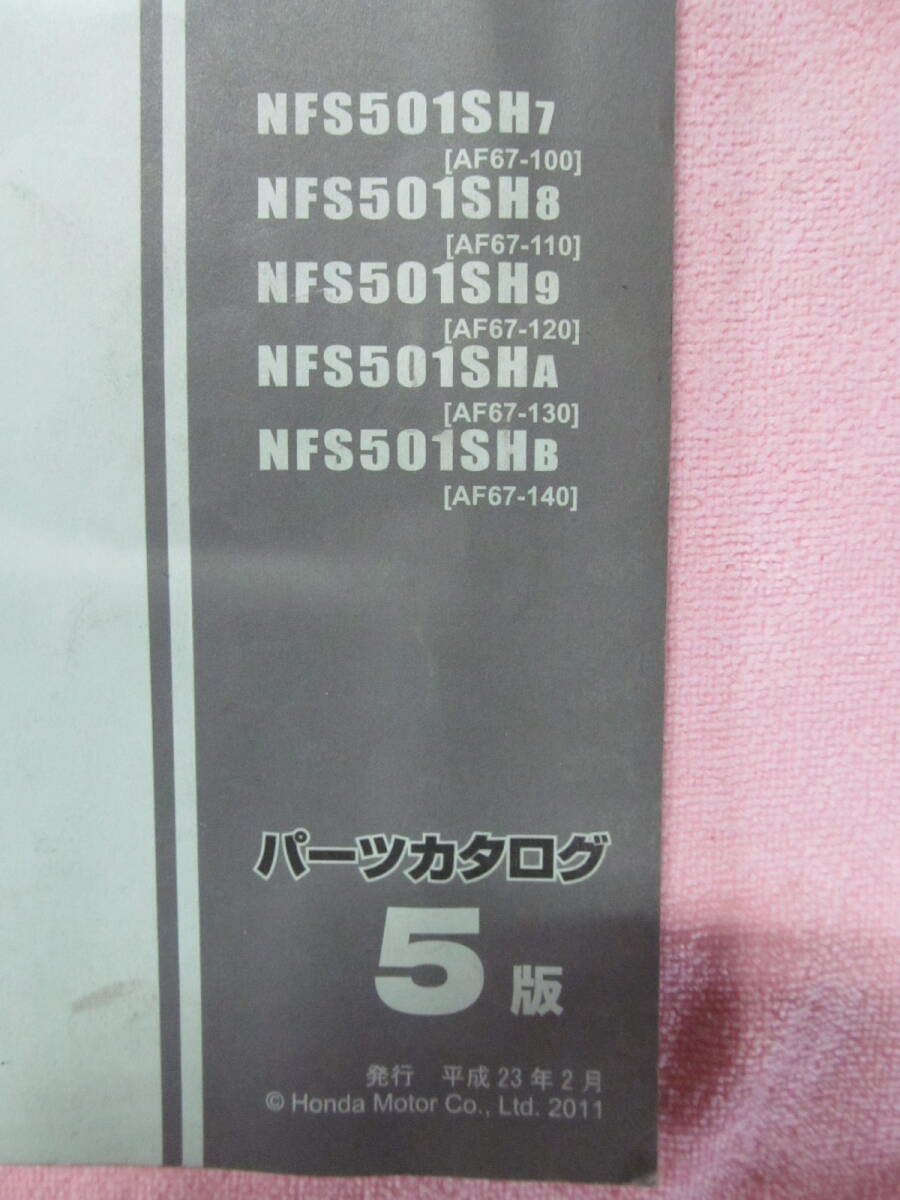 NFS501SH7
[AF67-100]
NFS501SH8
[AF67-110]
NFS501SH9
[AF67-120]
NFS501SHA
[AF67-130]
NFS501SHB
[AF67-140]
パーツカタログ
5版
発行 平成23年2月
© Honda Motor Co., Ltd. 2011